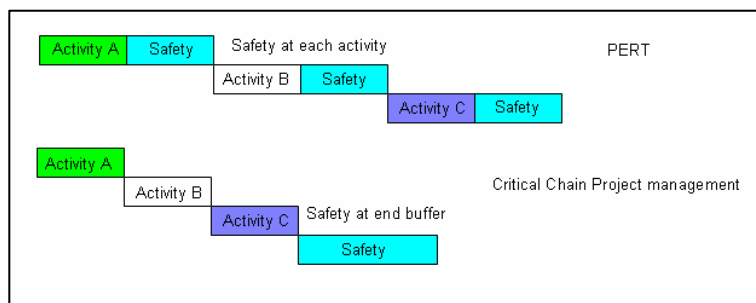 Activity A Safety Safety at each activity PERT
Activity B Safety
Activity C Safety
Activity A
Activity B Critical Chain Project management
Activity C Safety at end buffer
Safety